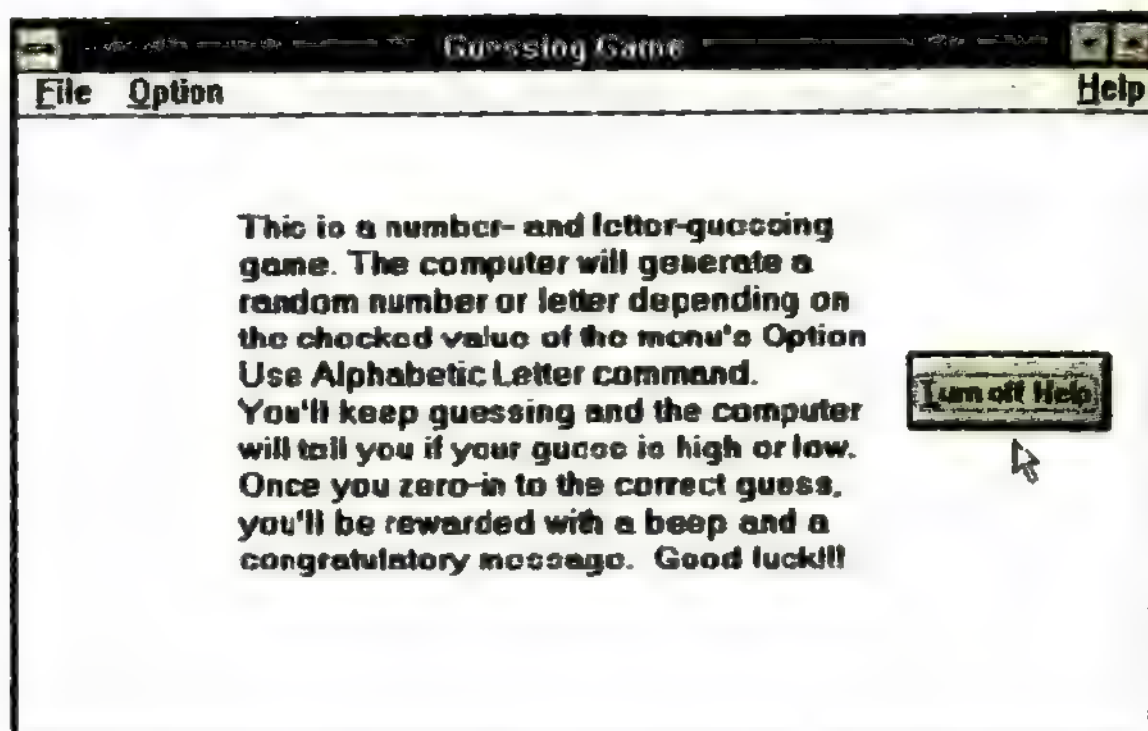 Guessing Game
File Option Help
This is a number- and letter-guessing
game. The computer will generate a
random number or letter depending on
the checked value of the menu's Option
Use Alphabetic Letter command.
You'll keep guessing and the computer
will tell you if your guess is high or low.
Once you zero-in to the correct guess,
you'll be rewarded with a beep and a
congratulatory message. Good luck!!!
Turn off Help